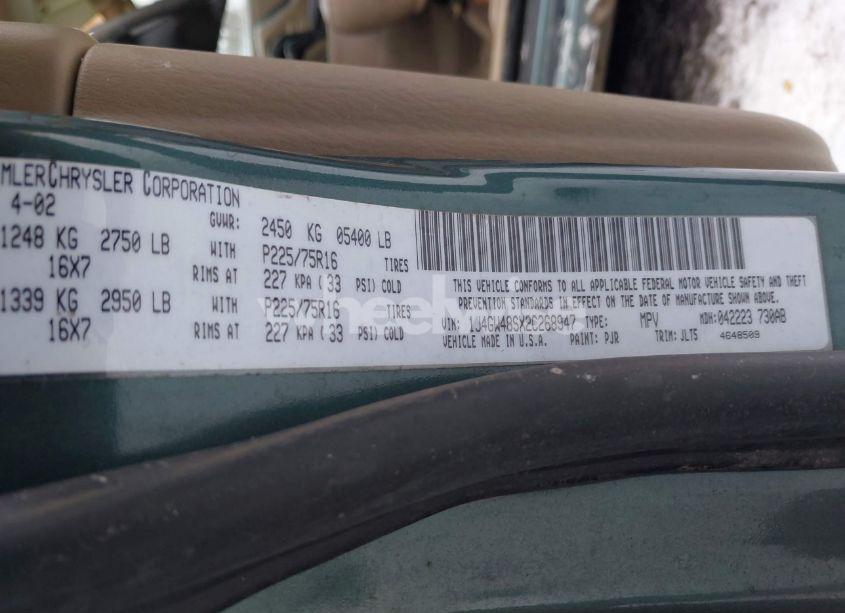 MLERCHRYSLER CORPORATION
4-02
GVWR: 2450 KG 05400 LB
1248 KG 2750 LB WITH P225/75R16 TIRES
16X7 RIMS AT 227 KPA ( 33 PSI) COLD
1339 KG 2950 LB WITH P225/75R16 TIRES
16X7 RIMS AT 227 KPA ( 33 PSI) COLD
THIS VEHICLE CONFORMS TO ALL APPLICABLE FEDERAL MOTOR VEHICLE SAFETY AND THEFT
PREVENTION STANDARDS IN EFFECT ON THE DATE OF MANUFACTURE SHOWN ABOVE.
VIN: 1J4GW48SX2C268947 TYPE: MPV MDH: 042223 730AB
VEHICLE MADE IN U.S.A. PAINT: PJR TRIM: JLT5 4648509